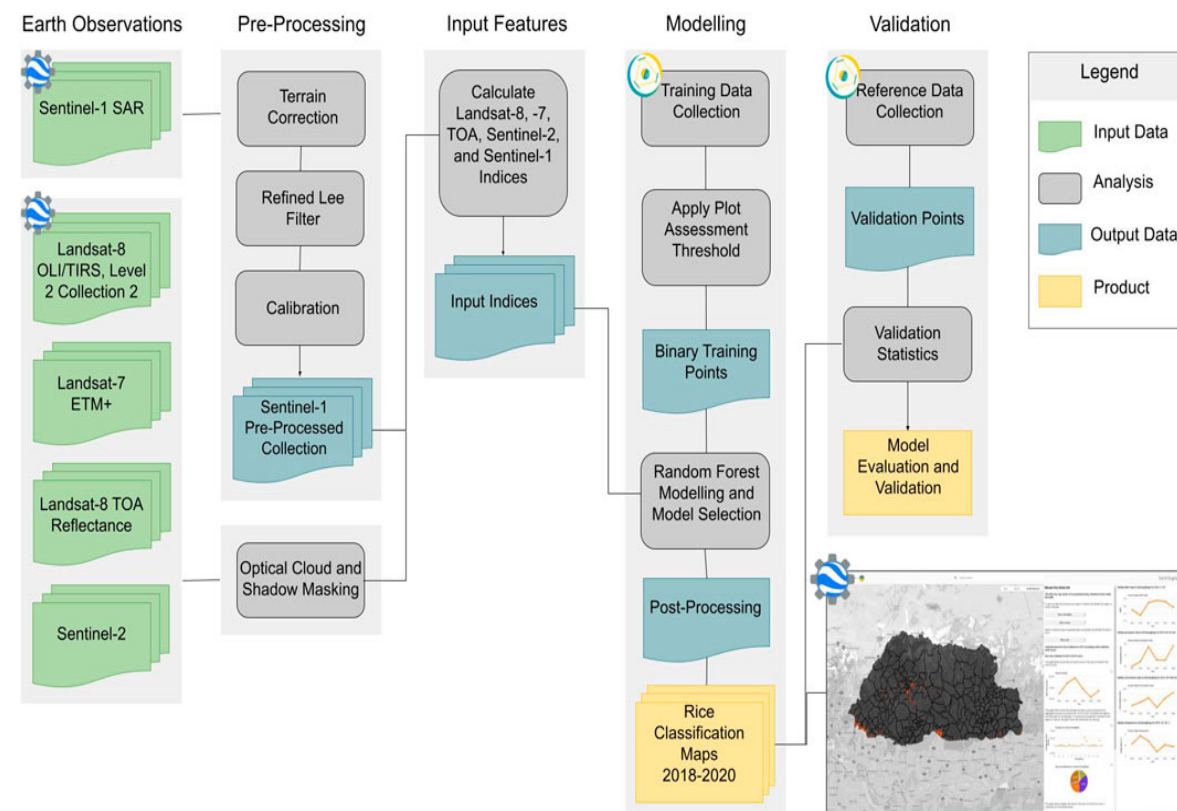 Earth Observations
Pre-Processing
Input Features
Modelling
Validation
Sentinel-1 SAR
Landsat-8
OLI/TIRS, Level
2 Collection 2
Landsat-7
ETM+
Landsat-8 TOA
Reflectance
Sentinel-2
Terrain
Correction
Refined Lee
Filter
Calibration
Sentinel-1
Pre-Processed
Collection
Optical Cloud and
Shadow Masking
Calculate
Landsat-8, -7,
TOA, Sentinel-2,
and Sentinel-1
Indices
Input Indices
Training Data
Collection
Apply Plot
Assessment
Threshold
Binary Training
Points
Random Forest
Modelling and
Model Selection
Post-Processing
Rice
Classification
Maps
2018-2020
Reference Data
Collection
Validation Points
Validation
Statistics
Model
Evaluation and
Validation
Legend
Input Data
Analysis
Output Data
Product